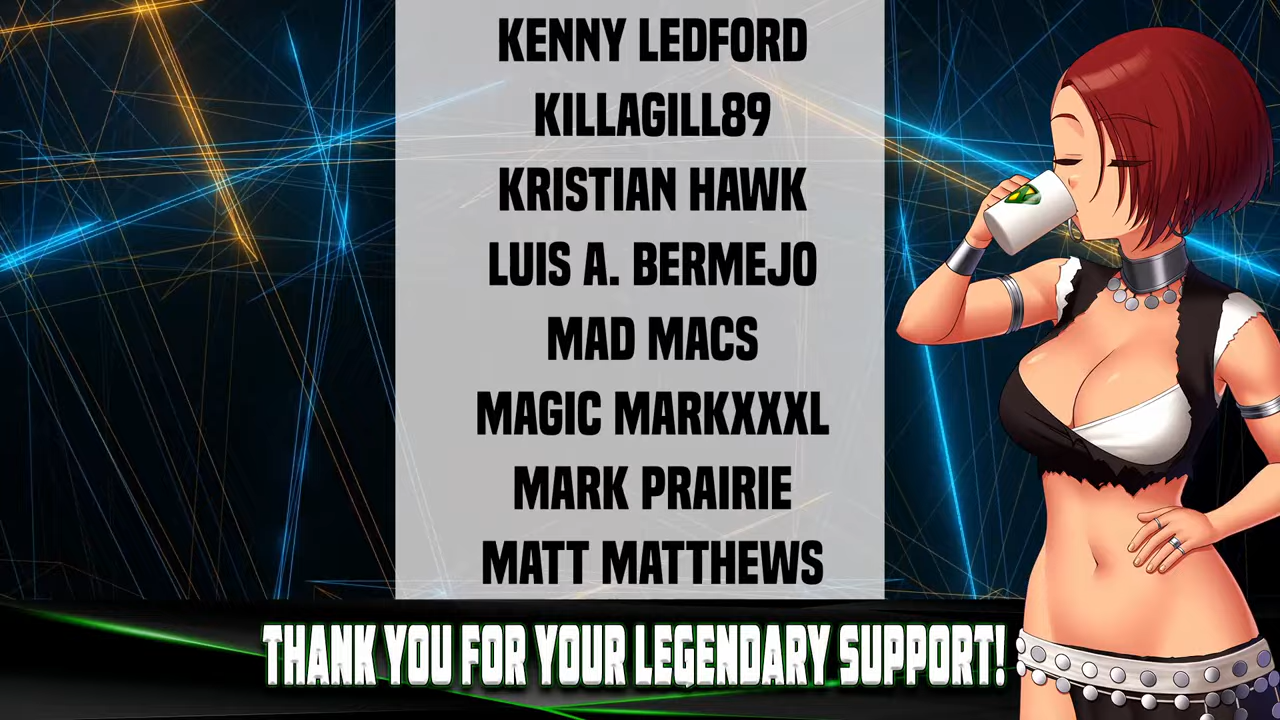 KENNY LEDFORD
KILLAGILL89
KRISTIAN HAWK
LUIS A. BERMEJO
MAD MACS
MAGIC MARKXXXL
MARK PRAIRIE
MATT MATTHEWS
THANK YOU FOR YOUR LEGENDARY SUPPORT!